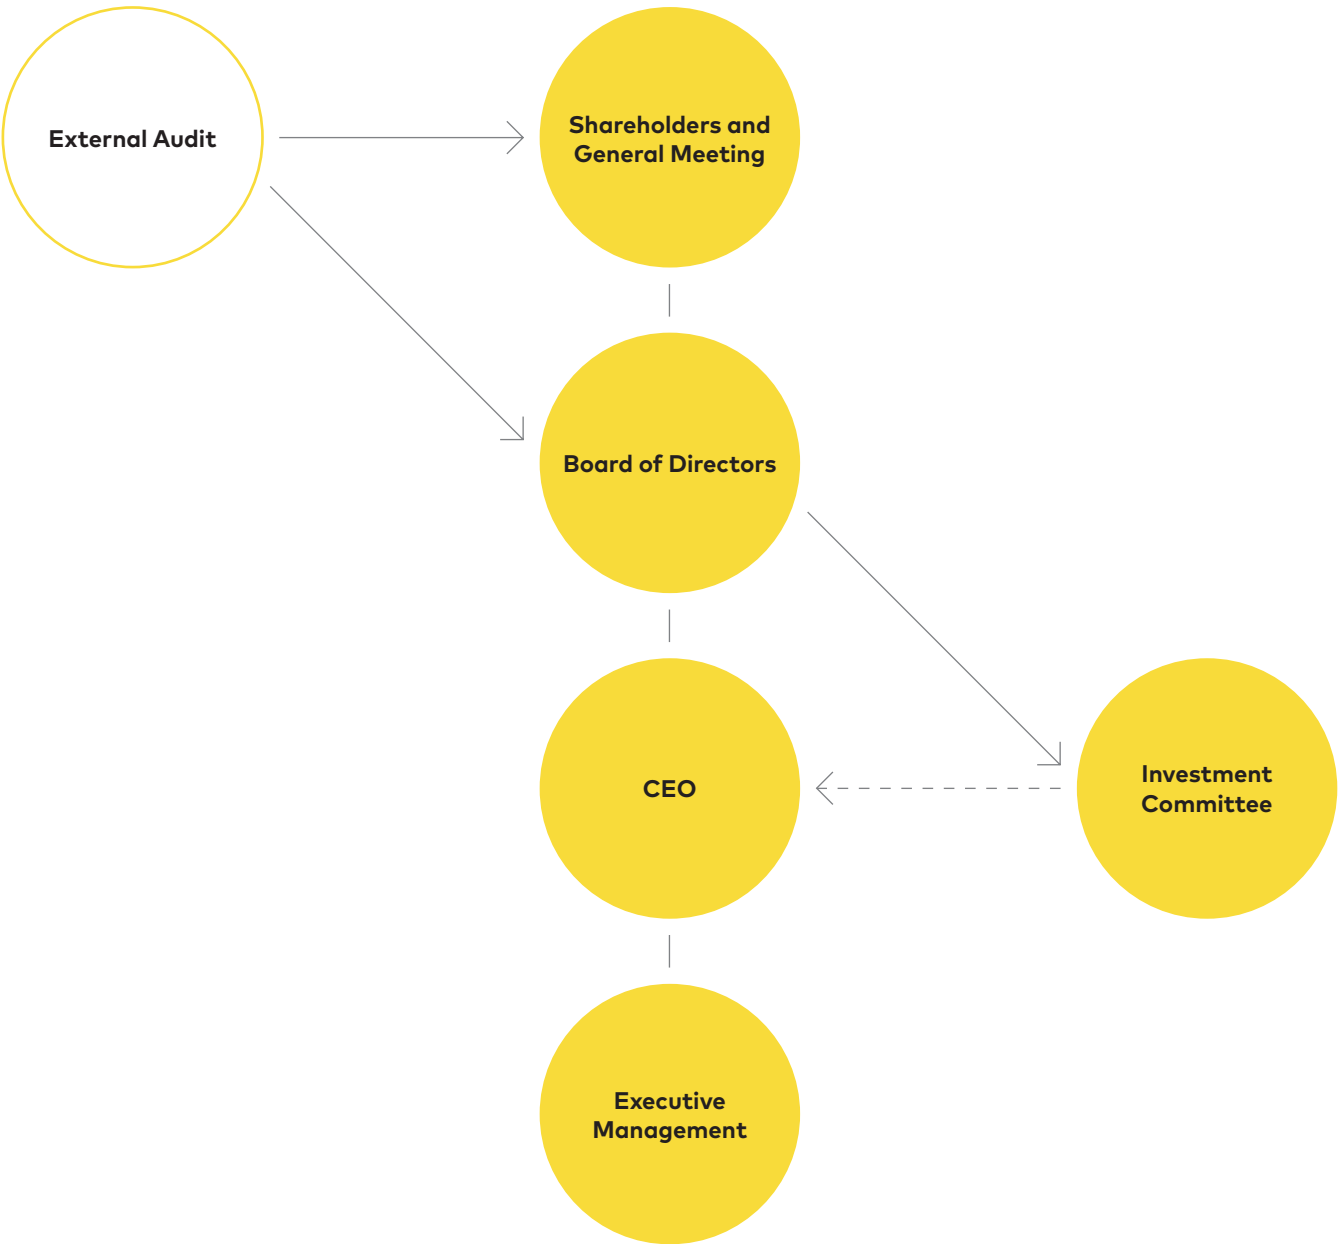 External Audit
Shareholders and
General Meeting
Board of Directors
CEO
Investment
Committee
Executive
Management